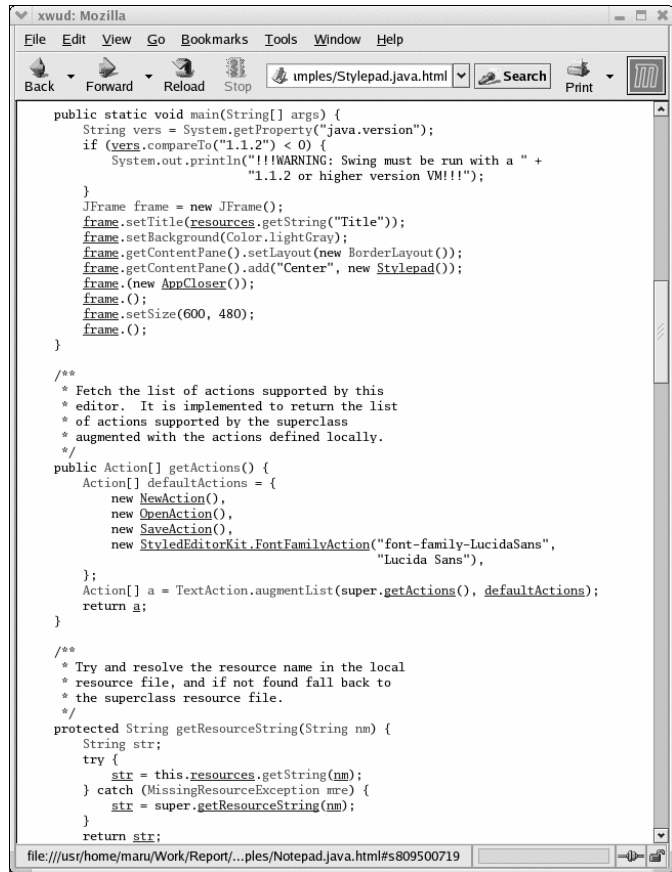 xwud: Mozilla
File Edit View Go Bookmarks Tools Window Help
Back Forward Reload Stop mples/Stylepad.java.html Search Print
public static void main(String[] args) {
String vers = System.getProperty("java.version");
if (vers.compareTo("1.1.2") < 0) {
System.out.println("!!!WARNING: Swing must be run with a " +
"1.1.2 or higher version VM!!!");
}
JFrame frame = new JFrame();
frame.setTitle(resources.getString("Title"));
frame.setBackground(Color.lightGray);
frame.getContentPane().setLayout(new BorderLayout());
frame.getContentPane().add("Center", new Stylepad());
frame.(new AppCloser());
frame.();
frame.setSize(600, 480);
frame.();
}
/**
* Fetch the list of actions supported by this
* editor. It is implemented to return the list
* of actions supported by the superclass
* augmented with the actions defined locally.
*/
public Action[] getActions() {
Action[] defaultActions = {
new NewAction(),
new OpenAction(),
new SaveAction(),
new StyledEditorKit.FontFamilyAction("font-family-LucidaSans",
"Lucida Sans"),
};
Action[] a = TextAction.augmentList(super.getActions(), defaultActions);
return a;
}
/**
* Try and resolve the resource name in the local
* resource file, and if not found fall back to
* the superclass resource file.
*/
protected String getResourceString(String nm) {
String str;
try {
str = this.resources.getString(nm);
} catch (MissingResourceException mre) {
str = super.getResourceString(nm);
}
return str;
file:///usr/home/maru/Work/Report/...ples/Notepad.java.html#s809500719